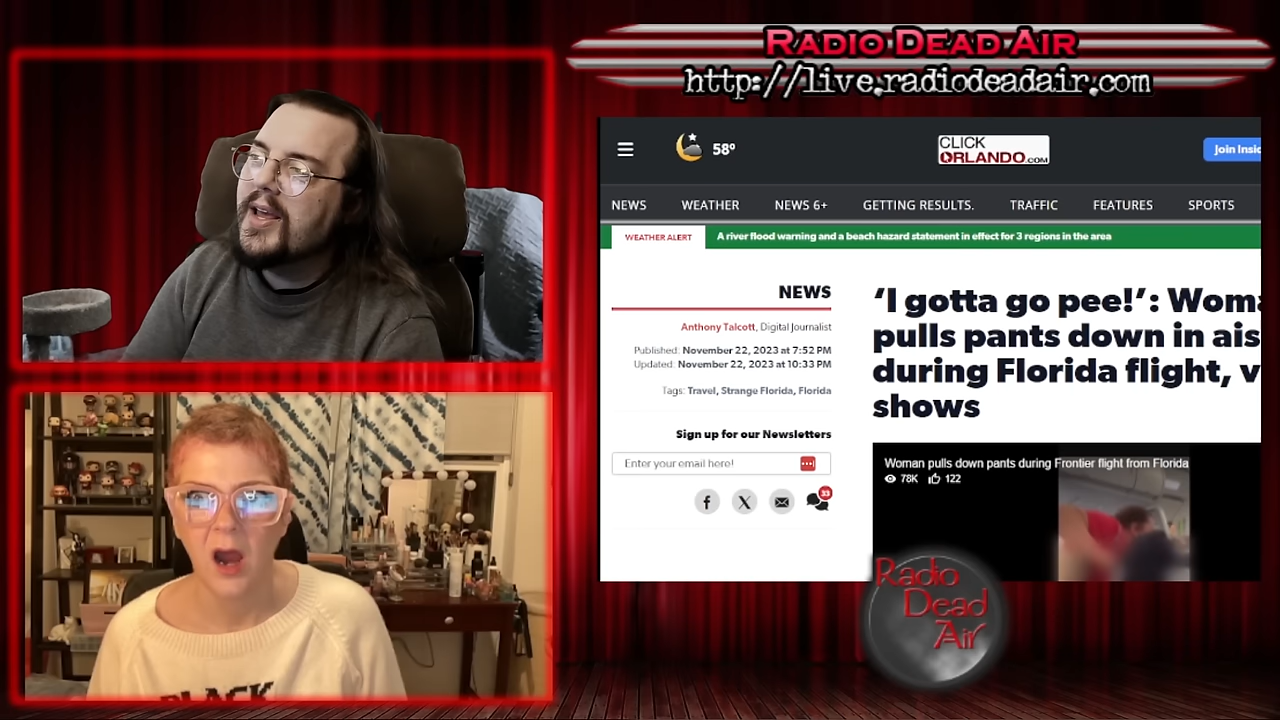 RADIO DEAD AIR
http://live.radiodeadair.com
58°
CLICK
ORLANDO.COM
Join Insid
NEWS
WEATHER
NEWS 6+
GETTING RESULTS.
TRAFFIC
FEATURES
SPORTS
WEATHER ALERT
A river flood warning and a beach hazard statement in effect for 3 regions in the area
NEWS
Anthony Talcott, Digital Journalist
Published: November 22, 2023 at 7:52 PM
Updated: November 22, 2023 at 10:33 PM
Tags: Travel, Strange Florida, Florida
Sign up for our Newsletters
Enter your email here!
33
‘I gotta go pee!’: Woma
pulls pants down in ais
during Florida flight, v
shows
Woman pulls down pants during Frontier flight from Florida
78K 122
Radio
Dead
Air
BLACK